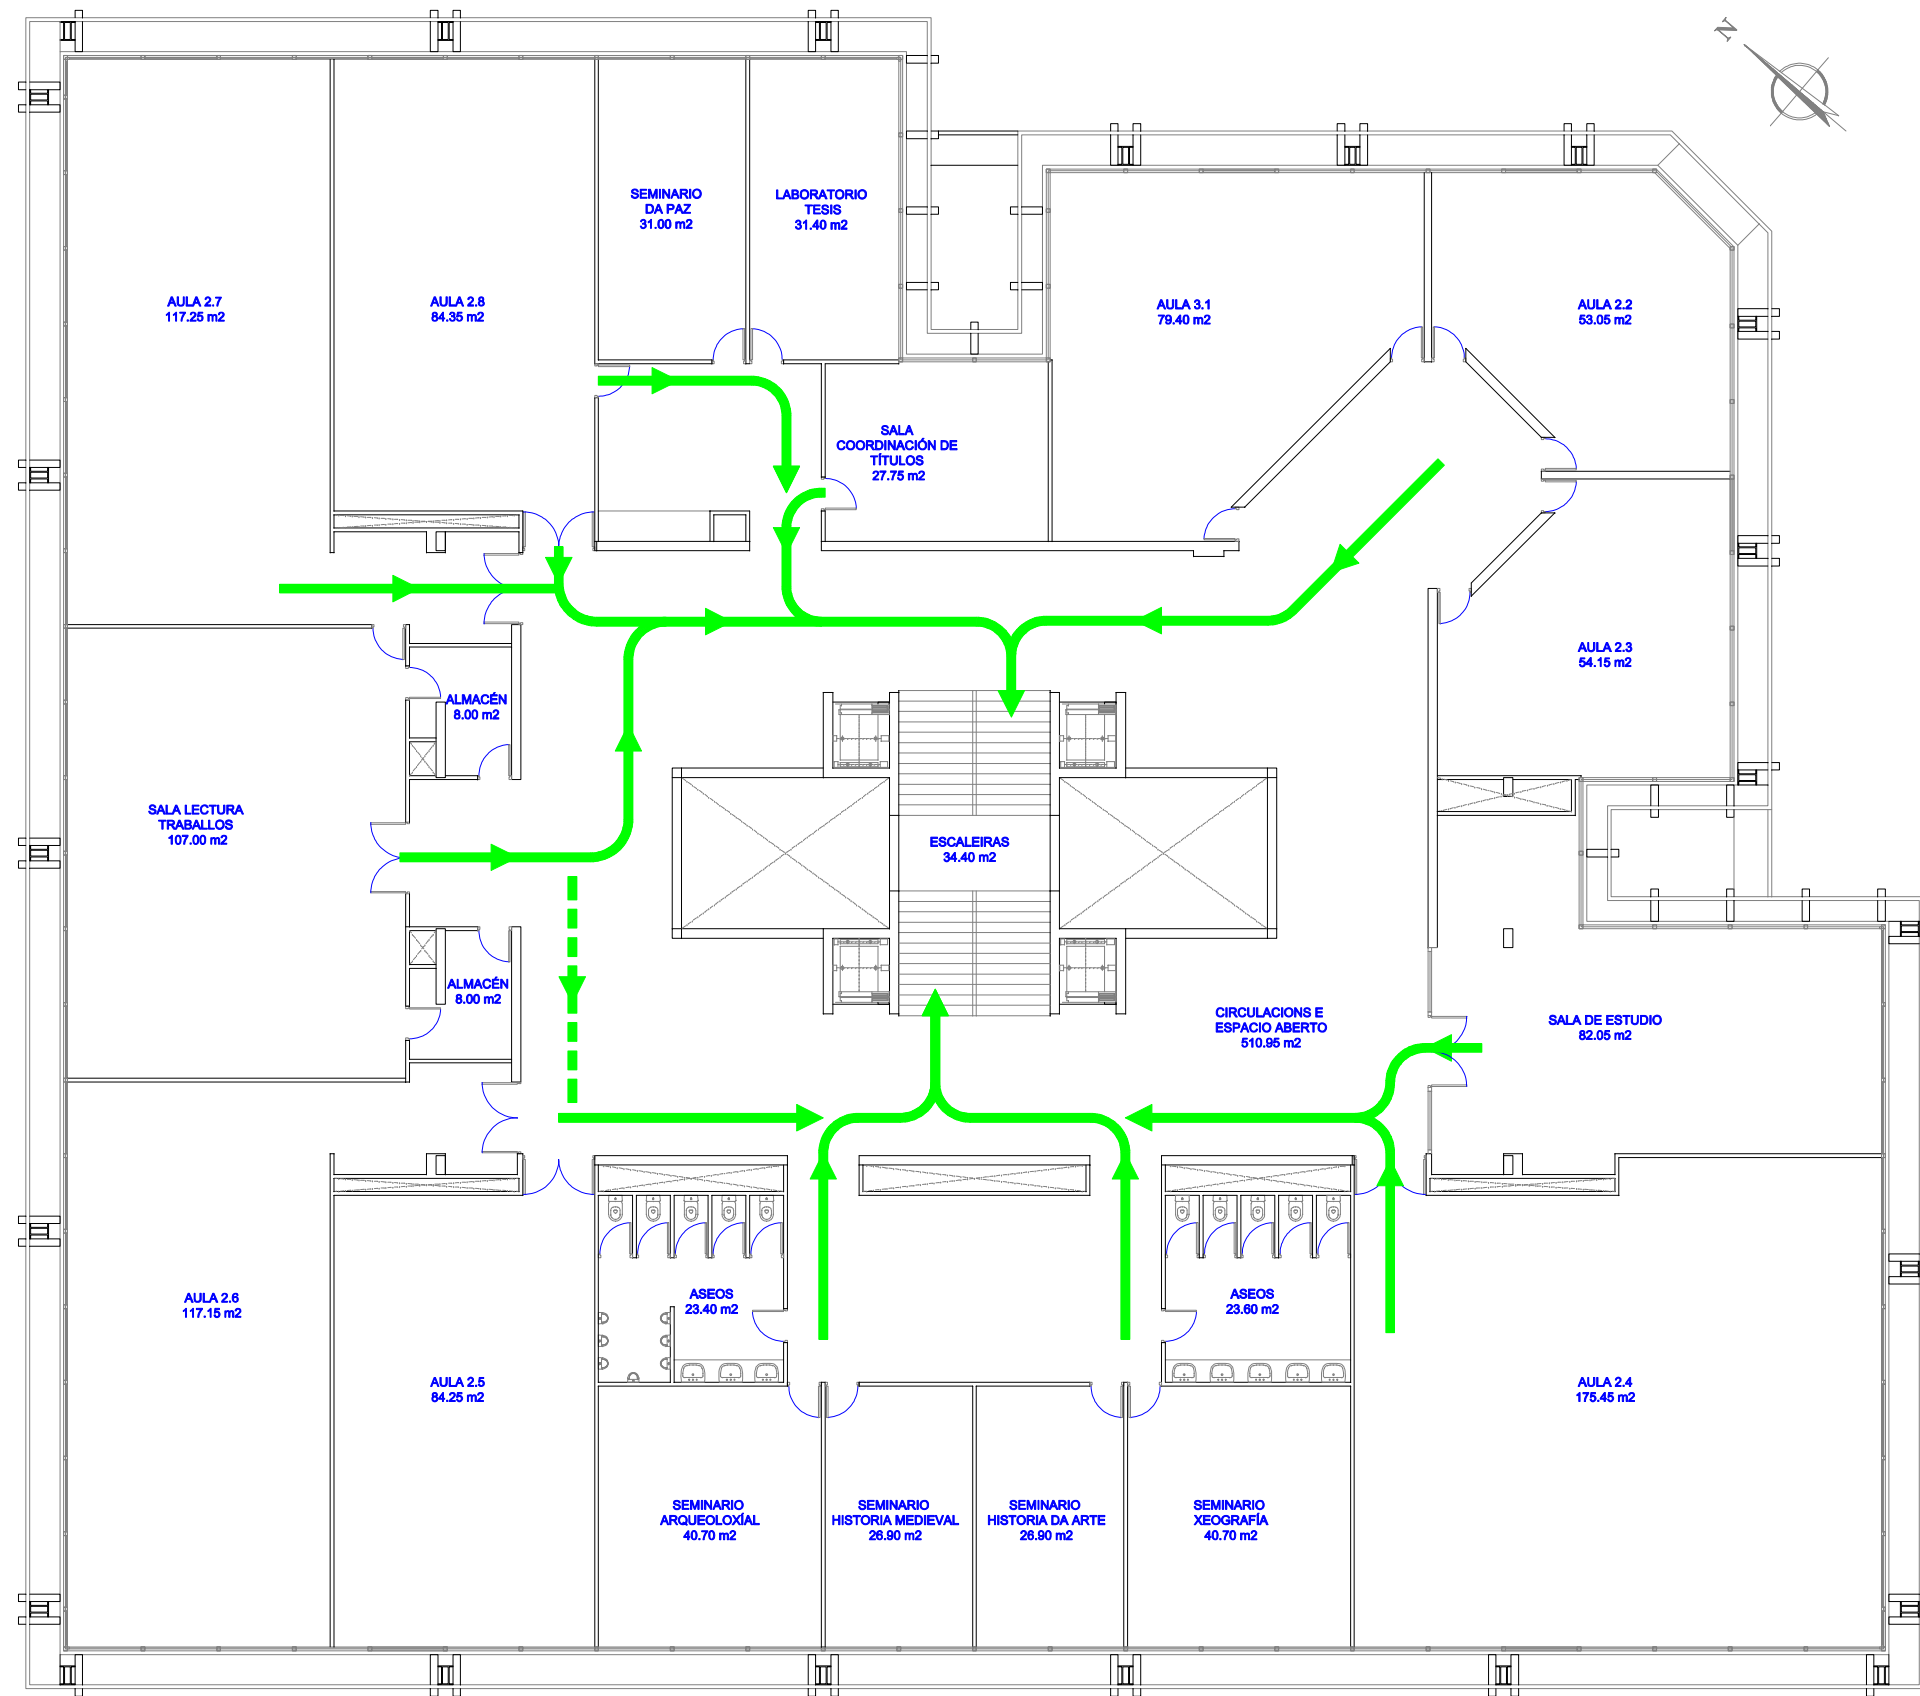 N
SEMINARIO
DA PAZ
31.00 m2
LABORATORIO
TESIS
31.40 m2
AULA 2.7
117.25 m2
AULA 2.8
84.35 m2
AULA 3.1
79.40 m2
AULA 2.2
53.05 m2
SALA
COORDINACIÓN DE
TÍTULOS
27.75 m2
AULA 2.3
54.15 m2
ALMACÉN
8.00 m2
SALA LECTURA
TRABALLOS
107.00 m2
ESCALEIRAS
34.40 m2
ALMACÉN
8.00 m2
CIRCULACIONS E
ESPACIO ABERTO
510.95 m2
SALA DE ESTUDIO
82.05 m2
AULA 2.6
117.15 m2
ASEOS
23.40 m2
ASEOS
23.60 m2
AULA 2.5
84.25 m2
AULA 2.4
175.45 m2
SEMINARIO
ARQUEOLOXÍAL
40.70 m2
SEMINARIO
HISTORIA MEDIEVAL
26.90 m2
SEMINARIO
HISTORIA DA ARTE
26.90 m2
SEMINARIO
XEOGRAFÍA
40.70 m2